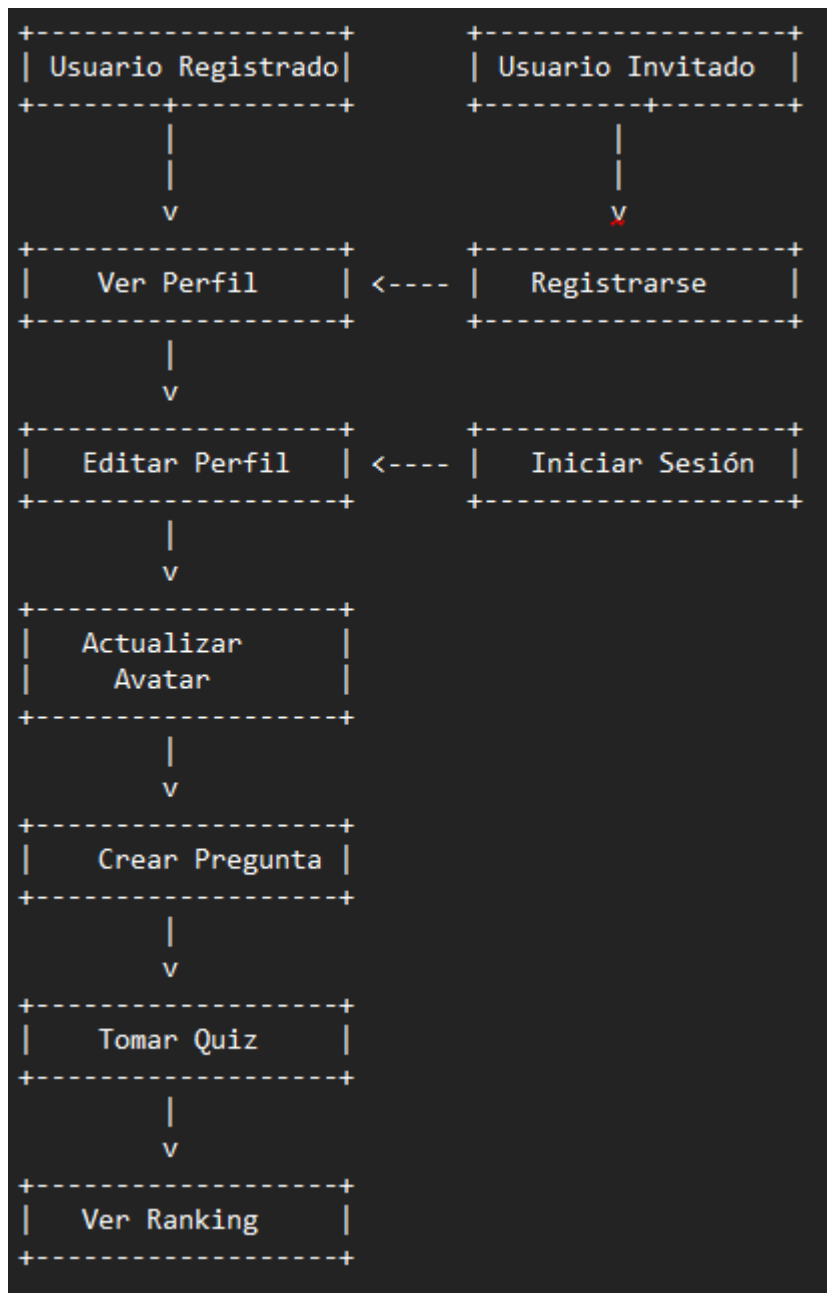 +-------------------+       +-------------------+
| Usuario Registrado|       | Usuario Invitado  |
+--------+----------+       +----------+--------+
         |                           |
         |                           |
         v                           v
+-------------------+       +-------------------+
|    Ver Perfil     | <---- |   Registrarse     |
+-------------------+       +-------------------+
         |
         v
+-------------------+       +-------------------+
|   Editar Perfil   | <---- |   Iniciar Sesión  |
+-------------------+       +-------------------+
         |
         v
+-------------------+
|   Actualizar      |
|     Avatar        |
+-------------------+
         |
         v
+-------------------+
|    Crear Pregunta |
+-------------------+
         |
         v
+-------------------+
|    Tomar Quiz     |
+-------------------+
         |
         v
+-------------------+
|   Ver Ranking     |
+-------------------+